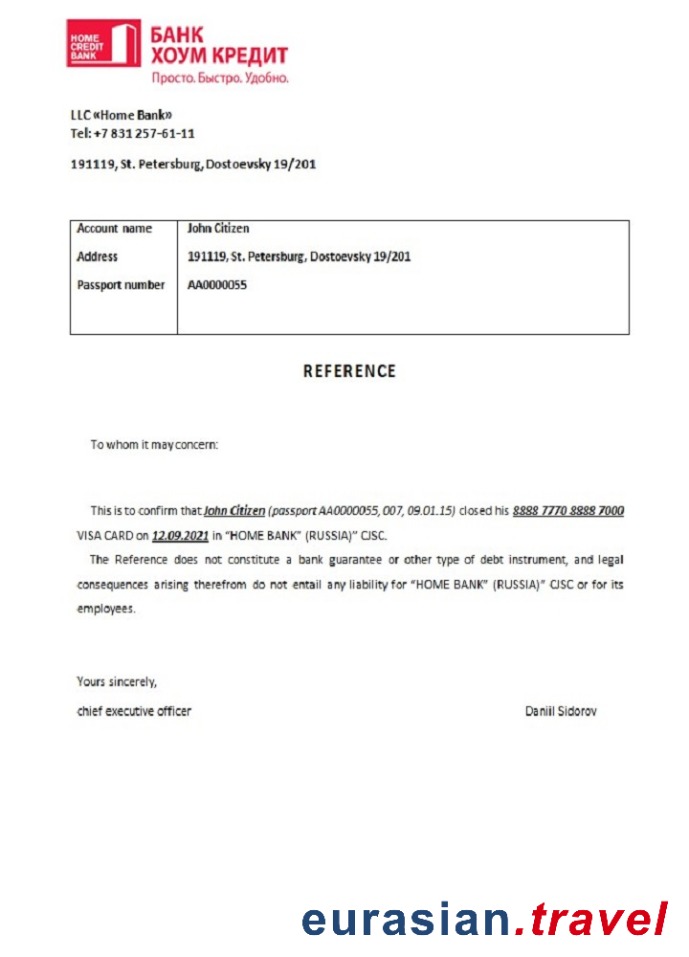 HOME
CREDIT
BANK
БАНК
ХОУМ КРЕДИТ
Просто. Быстро. Удобно.
LLC «Home Bank»
Tel: +7 831 257-61-11
191119, St. Petersburg, Dostoevsky 19/201
Account name John Citizen
Address 191119, St. Petersburg, Dostoevsky 19/201
Passport number AA0000055
REFERENCE
To whom it may concern:
This is to confirm that John Citizen (passport AA0000055, 007, 09.01.15) closed his 8888 7770 8888 7000
VISA CARD on 12.09.2021 in “HOME BANK” (RUSSIA)” CJSC.
The Reference does not constitute a bank guarantee or other type of debt instrument, and legal
consequences arising therefrom do not entail any liability for “HOME BANK” (RUSSIA)” CJSC or for its
employees.
Yours sincerely,
chief executive officer Daniil Sidorov
eurasian.travel